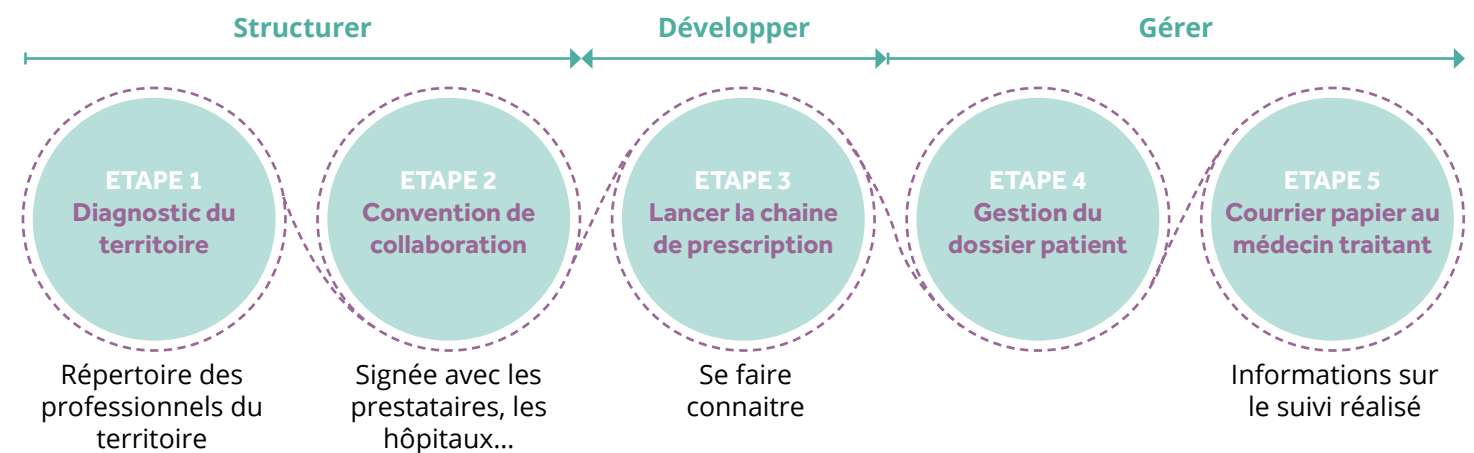 Structurer
Développer
Gérer
ETAPE 1
Diagnostic du
territoire
ETAPE 2
Convention de
collaboration
ETAPE 3
Lancer la chaine
de prescription
ETAPE 4
Gestion du
dossier patient
ETAPE 5
Courrier papier au
médecin traitant
Répertoire des
professionnels du
territoire
Signée avec les
prestataires, les
hôpitaux...
Se faire
connaitre
Informations sur
le suivi réalisé